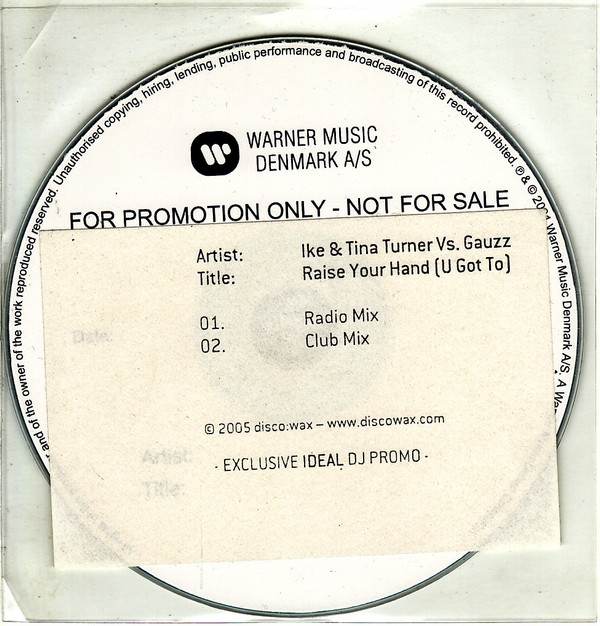 and of the owner of the work reproduced reserved. Unauthorised copying, hiring, lending, public performance and broadcasting of this record prohibited. ℗ & © Warner Music Denmark A/S. A
WARNER MUSIC
DENMARK A/S
FOR PROMOTION ONLY - NOT FOR SALE
Artist: Ike & Tina Turner Vs. Gauzz
Title: Raise Your Hand (U Got To)
01. Radio Mix
02. Club Mix
Date:
© 2005 disco:wax – www.discowax.com
- EXCLUSIVE IDEAL DJ PROMO -
Artist:
Title: